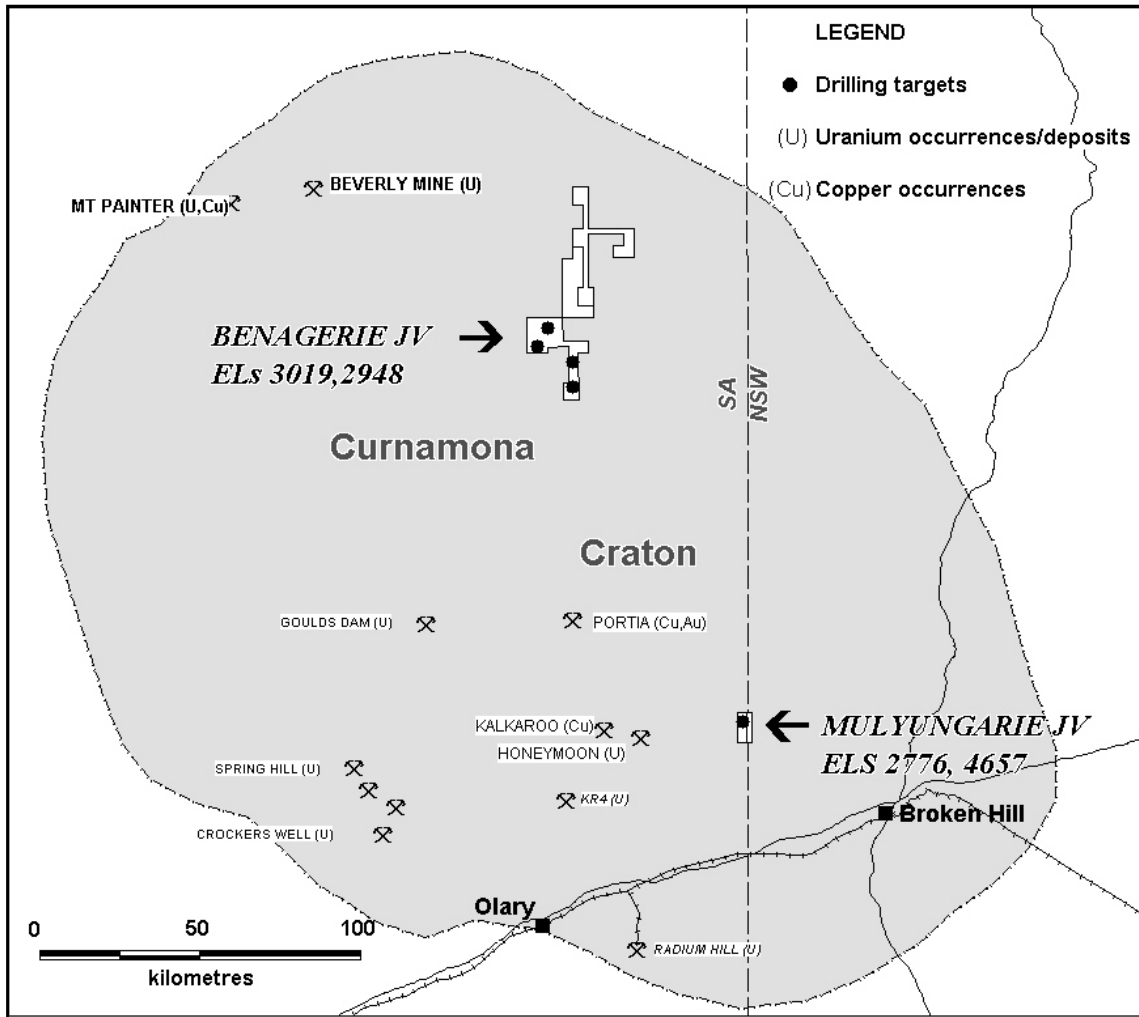 LEGEND
Drilling targets
(U) Uranium occurrences/deposits
(Cu) Copper occurrences
BEVERLY MINE (U)
MT PAINTER (U,Cu)
BENAGERIE JV
ELs 3019,2948
SA
NSW
Curnamona
Craton
GOULDS DAM (U)
PORTIA (Cu,Au)
KALKAROO (Cu)
HONEYMOON (U)
MULYUNGARIE JV
ELS 2776, 4657
SPRING HILL (U)
KR4 (U)
CROCKERS WELL (U)
Broken Hill
Olary
RADIUM HILL (U)
0 50 100
kilometres